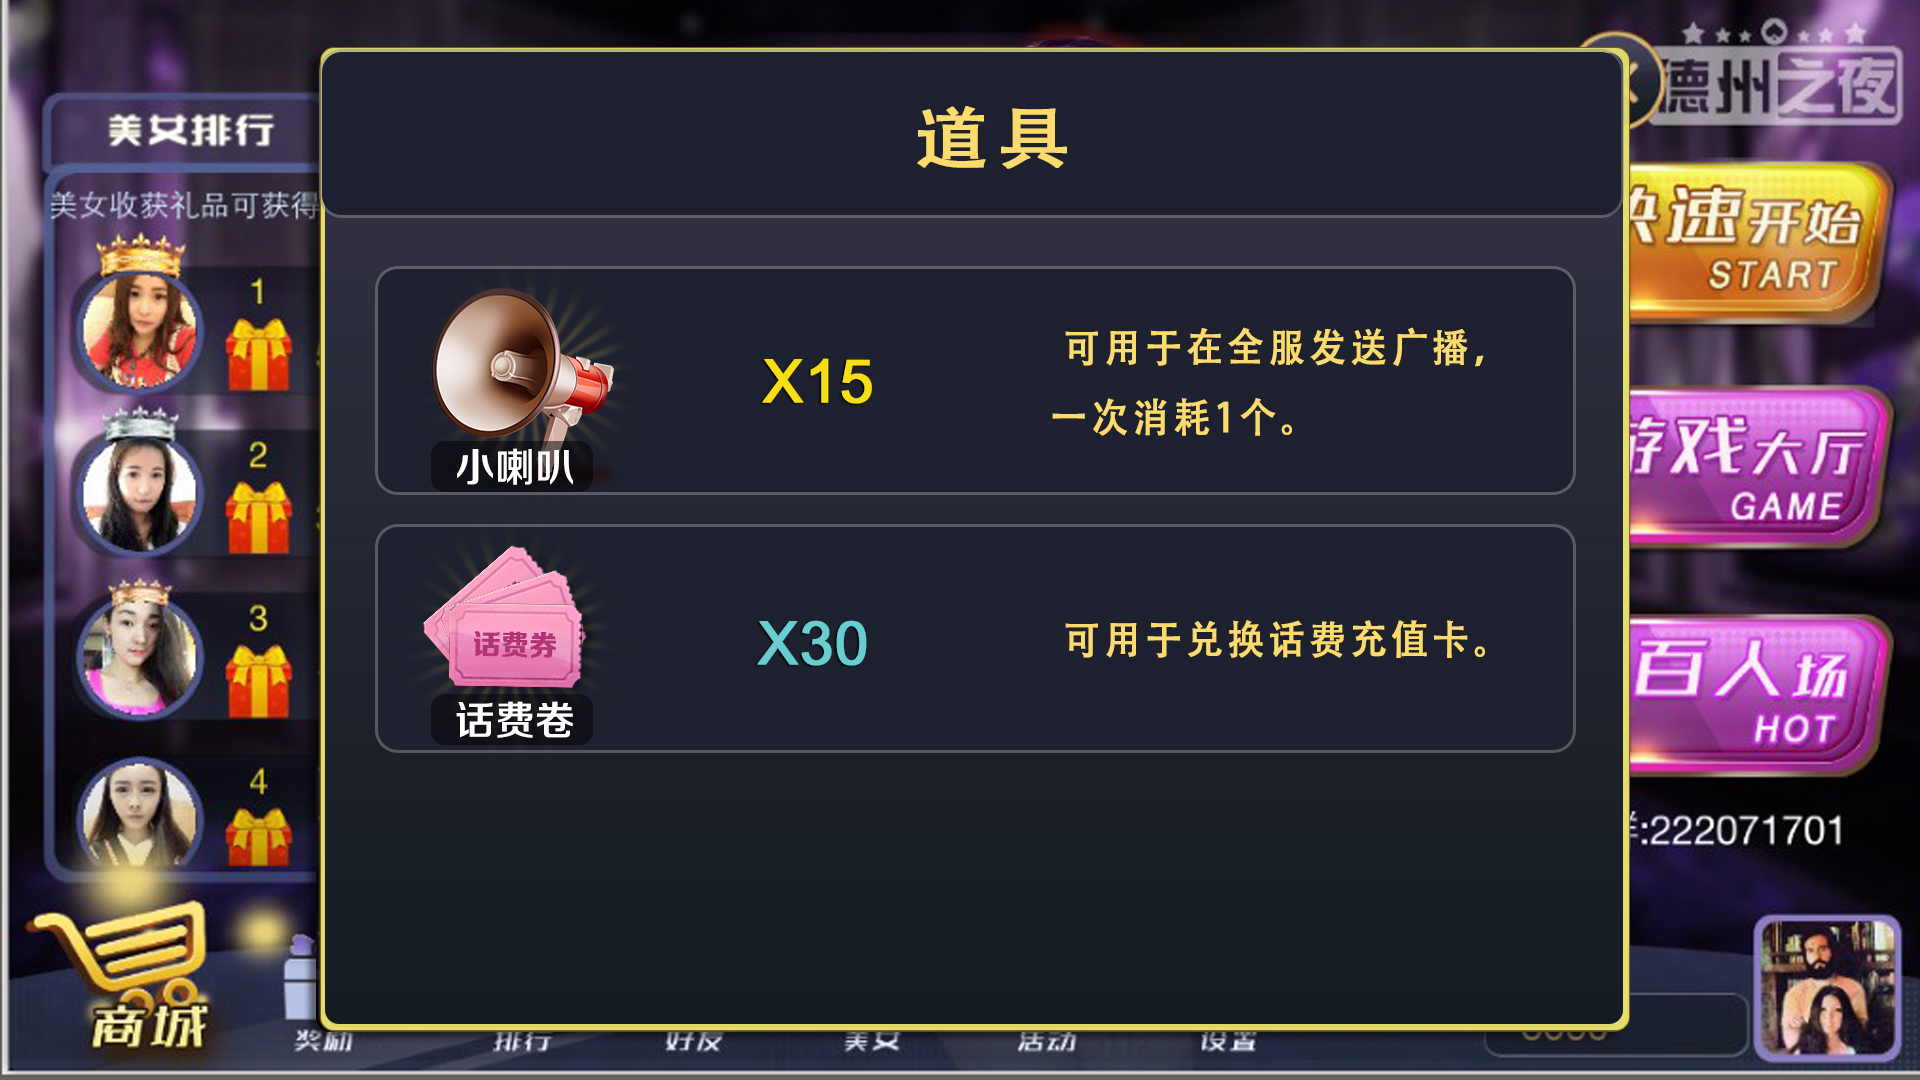 道具
德州之夜
美女排行
美女收获礼品可获得
1
2
3
4
小喇叭
X15
可用于在全服发送广播,
一次消耗1个。
话费券
话费卷
X30
可用于兑换话费充值卡。
快速开始
START
游戏大厅
GAME
百人场
HOT
:222071701
商城
奖励
排行
好友
美女
活动
设置